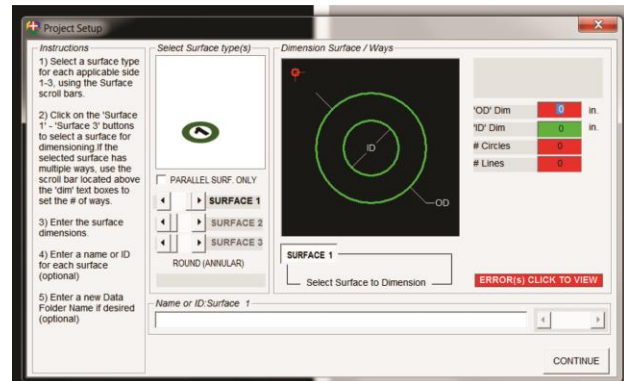 Project Setup
Instructions
1) Select a surface type
for each applicable side
1-3, using the Surface
scroll bars.
2) Click on the 'Surface
1' - 'Surface 3' buttons
to select a surface for
dimensioning.If the
selected surface has
multiple ways, use the
scroll bar located above
the 'dim' text boxes to
set the # of ways.
3) Enter the surface
dimensions.
4) Enter a name or ID
for each surface
(optional)
5) Enter a new Data
Folder Name if desired
(optional)
Select Surface type(s)
PARALLEL SURF. ONLY
SURFACE 1
SURFACE 2
SURFACE 3
ROUND (ANNULAR)
Dimension Surface / Ways
ID
OD
SURFACE 1
Select Surface to Dimension
'OD' Dim 0 in.
'ID' Dim 0 in.
# Circles 0
# Lines 0
ERROR(s) CLICK TO VIEW
Name or ID:Surface 1
CONTINUE